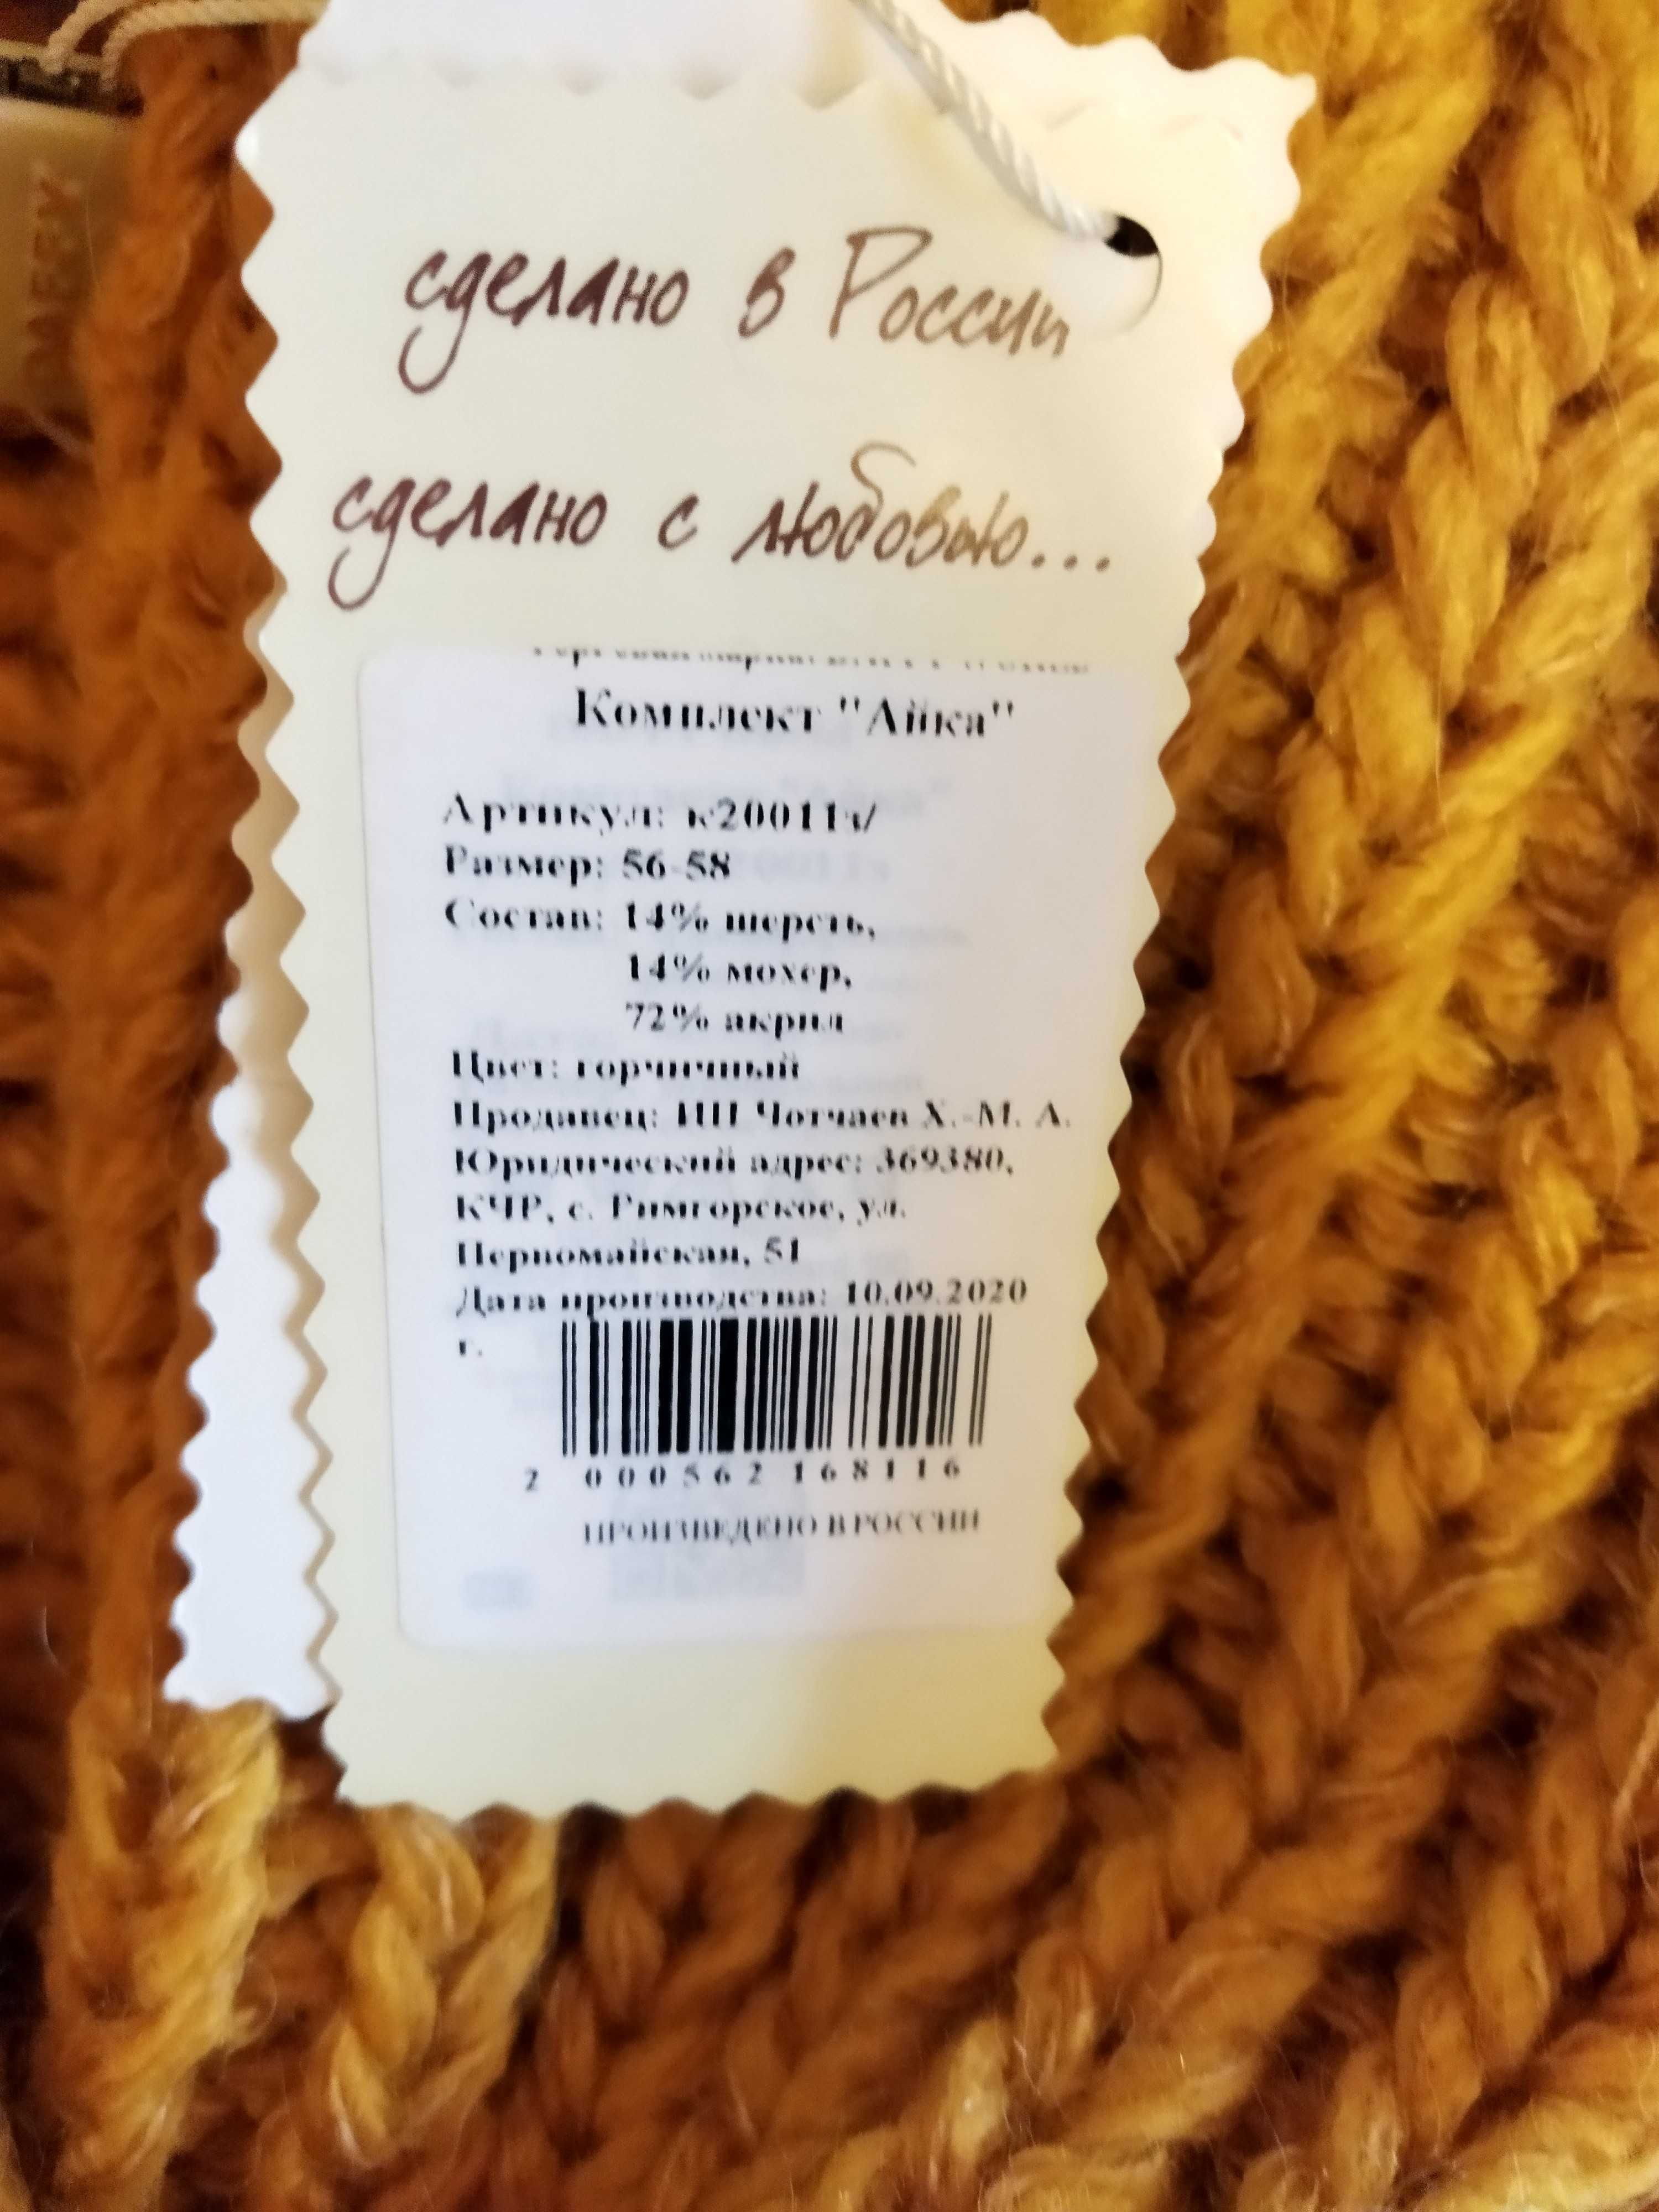 сделано в России
сделано с любовью...
Комплект "Айка"
Артикул: к20011з/
Размер: 56-58
Состав: 14% шерсть,
14% мохер,
72% акрил
Цвет: горчичный
Продавец: ИП Чотчаев Х.-М. А.
Юридический адрес: 369380,
КЧР, с. Римгорское, ул.
Первомайская, 51
Дата производства: 10.09.2020
г.
2 000562 168116
ПРОИЗВЕДЕНО В РОССИИ